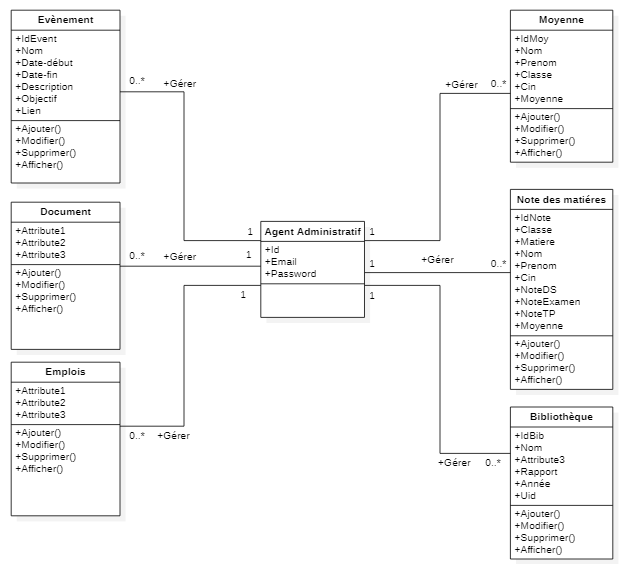 Evènement
+IdEvent
+Nom
+Date-début
+Date-fin
+Description
+Objectif
+Lien
+Ajouter()
+Modifier()
+Supprimer()
+Afficher()
0..*
+Gérer
1
Document
+Attribute1
+Attribute2
+Attribute3
+Ajouter()
+Modifier()
+Supprimer()
+Afficher()
0..*
+Gérer
1
Emplois
+Attribute1
+Attribute2
+Attribute3
+Ajouter()
+Modifier()
+Supprimer()
+Afficher()
0..*
+Gérer
1
Agent Administratif
+Id
+Email
+Password
Moyenne
+IdMoy
+Nom
+Prenom
+Classe
+Cin
+Moyenne
+Ajouter()
+Modifier()
+Supprimer()
+Afficher()
1
+Gérer
0..*
Note des matiéres
+IdNote
+Classe
+Matiere
+Nom
+Prenom
+Cin
+NoteDS
+NoteExamen
+NoteTP
+Moyenne
+Ajouter()
+Modifier()
+Supprimer()
+Afficher()
1
+Gérer
0..*
Bibliothèque
+IdBib
+Nom
+Attribute3
+Rapport
+Année
+Uid
+Ajouter()
+Modifier()
+Supprimer()
+Afficher()
1
+Gérer
0..*